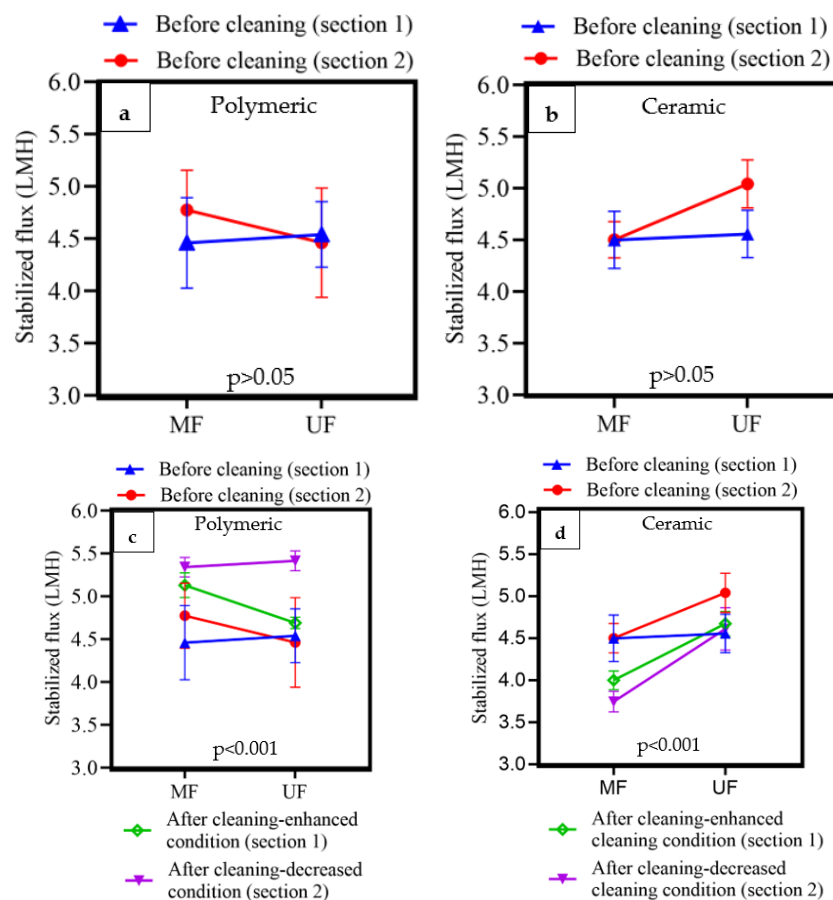 Before cleaning (section 1)
Before cleaning (section 2)
a
Polymeric
Stabilized flux (LMH)
6.0
5.5
5.0
4.5
4.0
3.5
3.0
p>0.05
MF
UF
Before cleaning (section 1)
Before cleaning (section 2)
b
Ceramic
Stabilized flux (LMH)
6.0
5.5
5.0
4.5
4.0
3.5
3.0
p>0.05
MF
UF
Before cleaning (section 1)
Before cleaning (section 2)
c
Polymeric
Stabilized flux (LMH)
6.0
5.5
5.0
4.5
4.0
3.5
3.0
p<0.001
MF
UF
After cleaning-enhanced
condition (section 1)
After cleaning-decreased
condition (section 2)
Before cleaning (section 1)
Before cleaning (section 2)
d
Ceramic
Stabilized flux (LMH)
6.0
5.5
5.0
4.5
4.0
3.5
3.0
p<0.001
MF
UF
After cleaning-enhanced
cleaning condition (section 1)
After cleaning-decreased
cleaning condition (section 2)